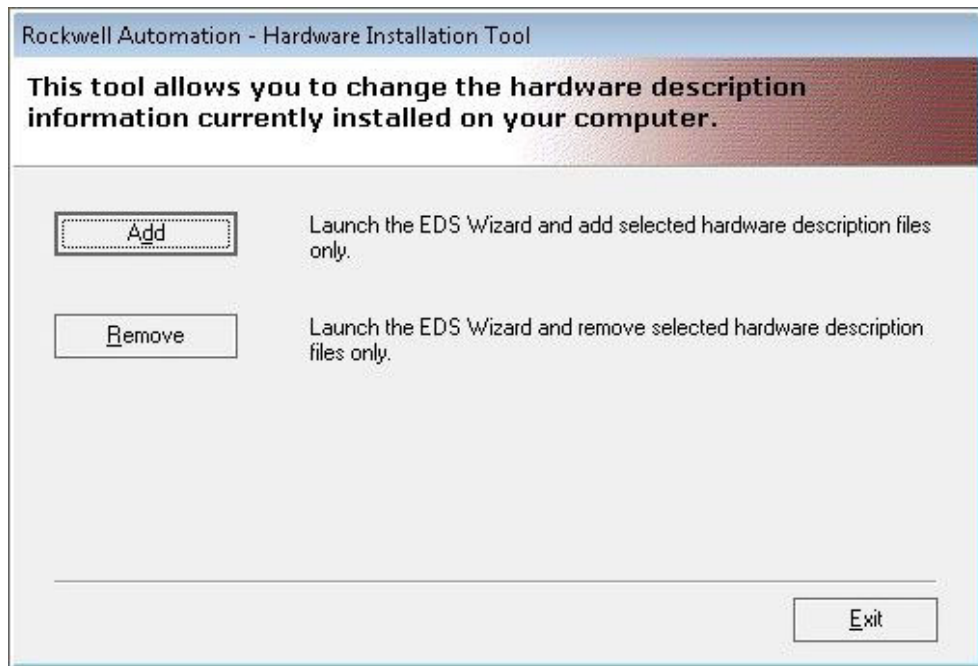 Rockwell Automation - Hardware Installation Tool
This tool allows you to change the hardware description
information currently installed on your computer.
Add
Launch the EDS Wizard and add selected hardware description files
only.
Remove
Launch the EDS Wizard and remove selected hardware description
files only.
Exit